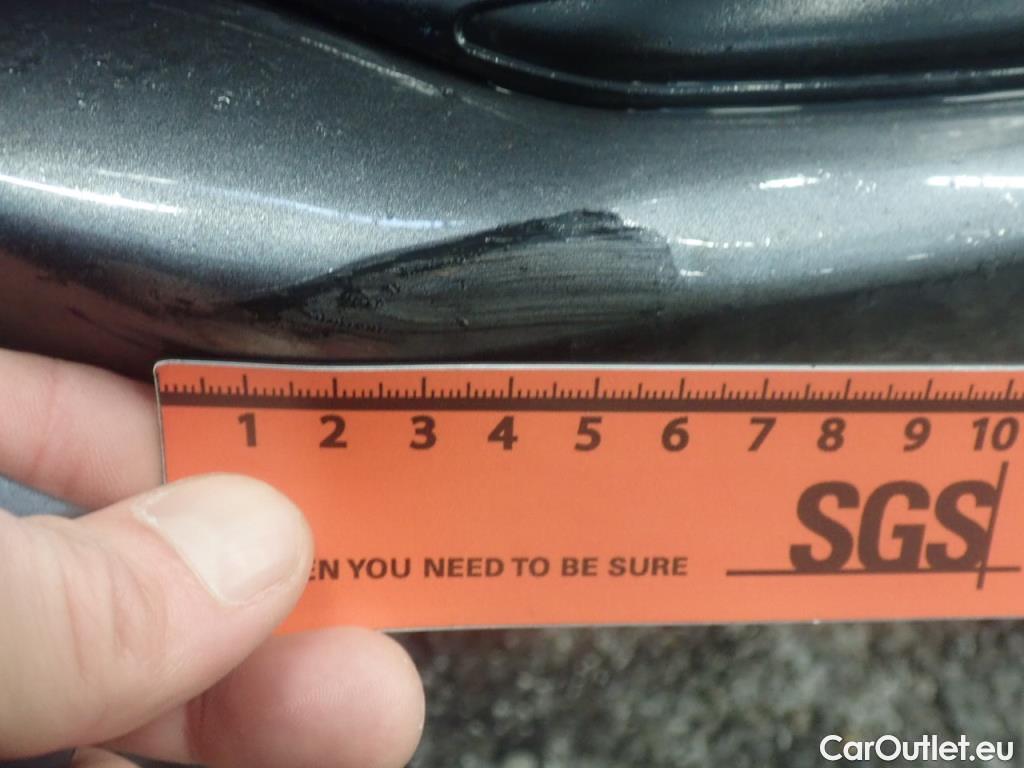 1 2 3 4 5 6 7 8 9 10
SGS
EN YOU NEED TO BE SURE
CarOutlet.eu